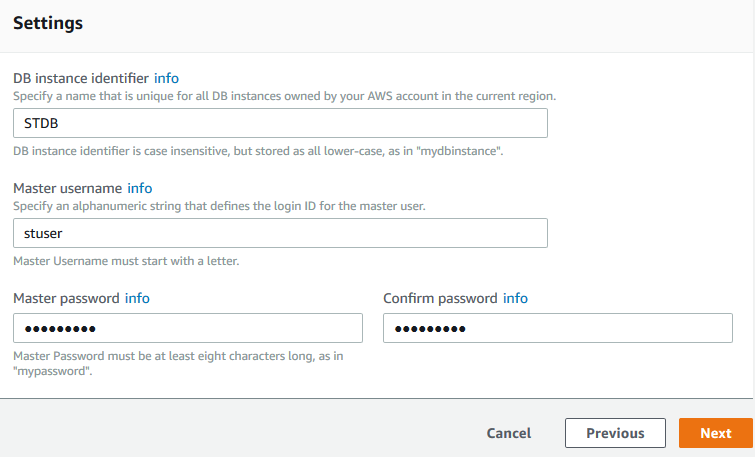 Settings
DB instance identifier info
Specify a name that is unique for all DB instances owned by your AWS account in the current region.
STDB
DB instance identifier is case insensitive, but stored as all lower-case, as in "mydbinstance".
Master username info
Specify an alphanumeric string that defines the login ID for the master user.
stuser
Master Username must start with a letter.
Master password info Confirm password info
••••••••• •••••••••
Master Password must be at least eight characters long, as in
"mypassword".
Cancel Previous Next